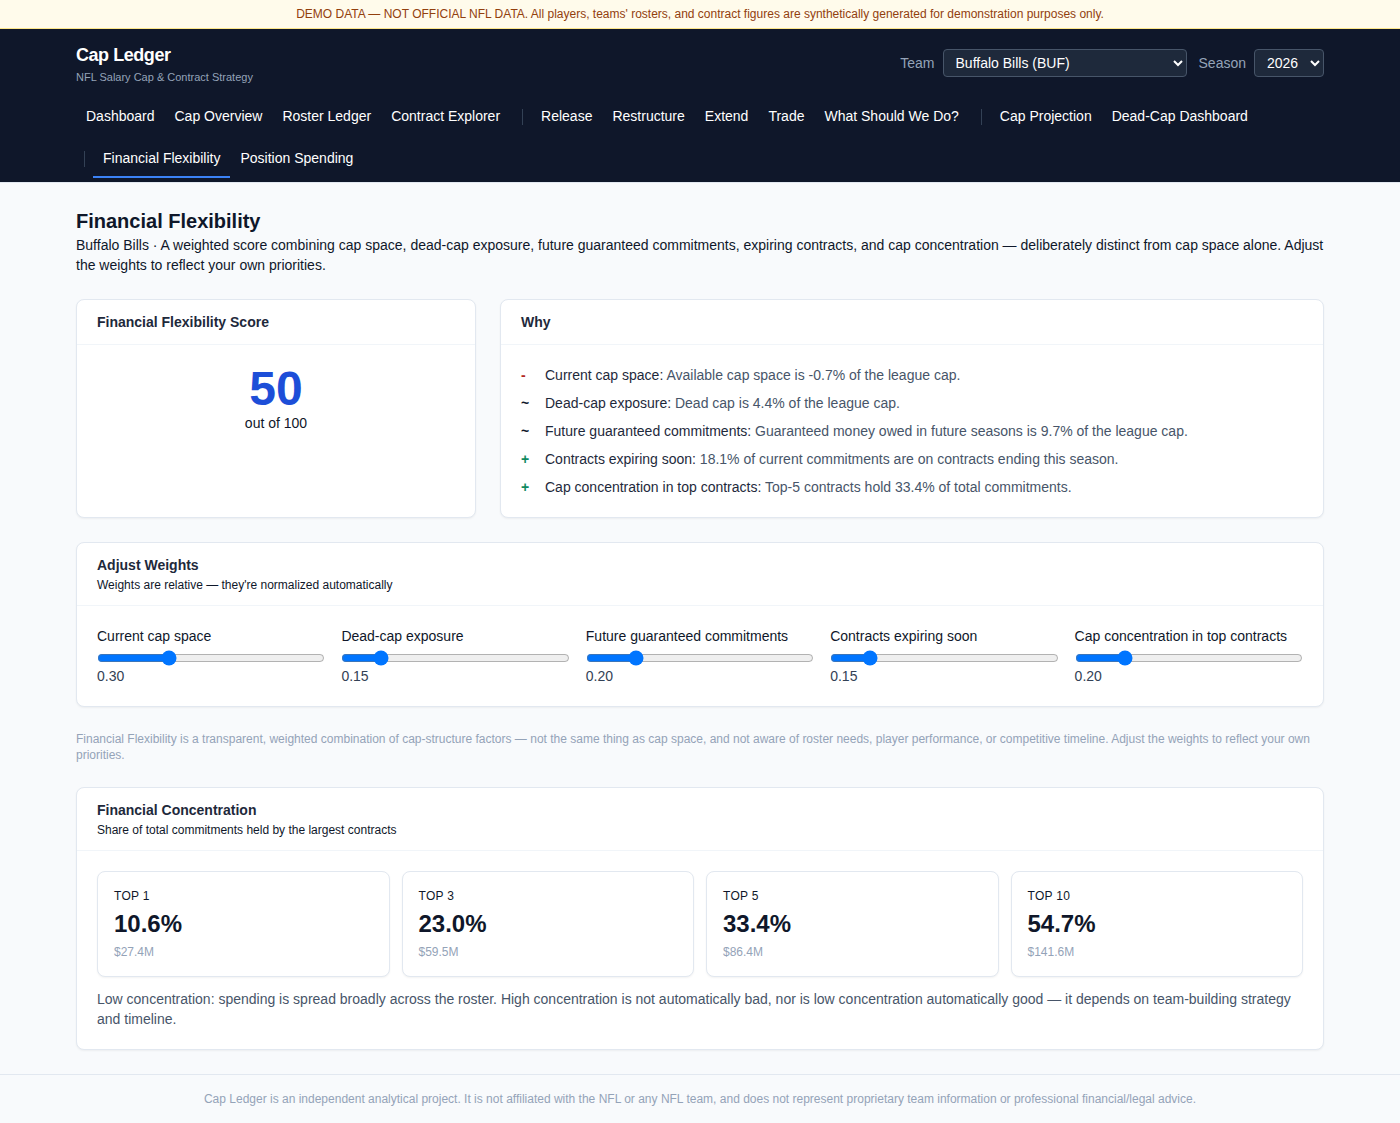 DEMO DATA — NOT OFFICIAL NFL DATA. All players, teams' rosters, and contract figures are synthetically generated for demonstration purposes only.
Cap Ledger
NFL Salary Cap & Contract Strategy
Team Buffalo Bills (BUF) Season 2026
Dashboard Cap Overview Roster Ledger Contract Explorer Release Restructure Extend Trade What Should We Do? Cap Projection Dead-Cap Dashboard
Financial Flexibility Position Spending
Financial Flexibility
Buffalo Bills · A weighted score combining cap space, dead-cap exposure, future guaranteed commitments, expiring contracts, and cap concentration — deliberately distinct from cap space alone. Adjust
the weights to reflect your own priorities.
Financial Flexibility Score
50
out of 100
Why
- Current cap space: Available cap space is -0.7% of the league cap.
~ Dead-cap exposure: Dead cap is 4.4% of the league cap.
~ Future guaranteed commitments: Guaranteed money owed in future seasons is 9.7% of the league cap.
+ Contracts expiring soon: 18.1% of current commitments are on contracts ending this season.
+ Cap concentration in top contracts: Top-5 contracts hold 33.4% of total commitments.
Adjust Weights
Weights are relative — they're normalized automatically
Current cap space Dead-cap exposure Future guaranteed commitments Contracts expiring soon Cap concentration in top contracts
0.30 0.15 0.20 0.15 0.20
Financial Flexibility is a transparent, weighted combination of cap-structure factors — not the same thing as cap space, and not aware of roster needs, player performance, or competitive timeline. Adjust the weights to reflect your own
priorities.
Financial Concentration
Share of total commitments held by the largest contracts
TOP 1 TOP 3 TOP 5 TOP 10
10.6% 23.0% 33.4% 54.7%
$27.4M $59.5M $86.4M $141.6M
Low concentration: spending is spread broadly across the roster. High concentration is not automatically bad, nor is low concentration automatically good — it depends on team-building strategy
and timeline.
Cap Ledger is an independent analytical project. It is not affiliated with the NFL or any NFL team, and does not represent proprietary team information or professional financial/legal advice.